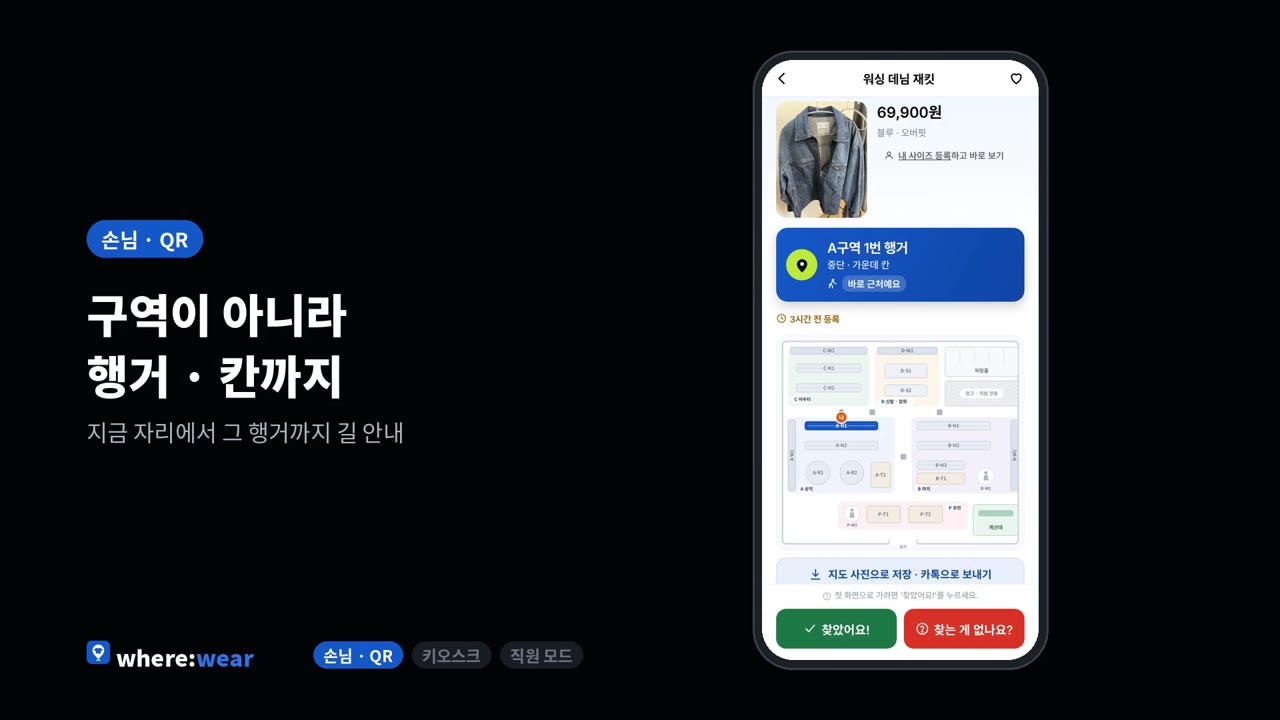 손님 · QR
구역이 아니라
행거 · 칸까지
지금 자리에서 그 행거까지 길 안내
where:wear
손님 · QR
키오스크
직원 모드
워싱 데님 재킷
69,900원
블루 · 오버핏
내 사이즈 등록하고 바로 보기
A구역 1번 행거
중단 · 가운데 칸
바로 근처예요
3시간 전 등록
C-W1
D-W1
C-H1
D-S1
피팅룸
C-H2
D-S2
창고 · 직원 전용
C 아우터
D 신발 · 잡화
나
A-H1
B-H1
A-W1
A-H2
B-H2
B-W1
A-R1
A-R2
A-T1
B-H3
B-T1
A 상의
B 하의
P-T1
P-T2
P 추천
계산대
P-M1
입구
지도 사진으로 저장 · 카톡으로 보내기
첫 화면으로 가려면 '찾았어요!'를 누르세요.
찾았어요!
찾는 게 없나요?